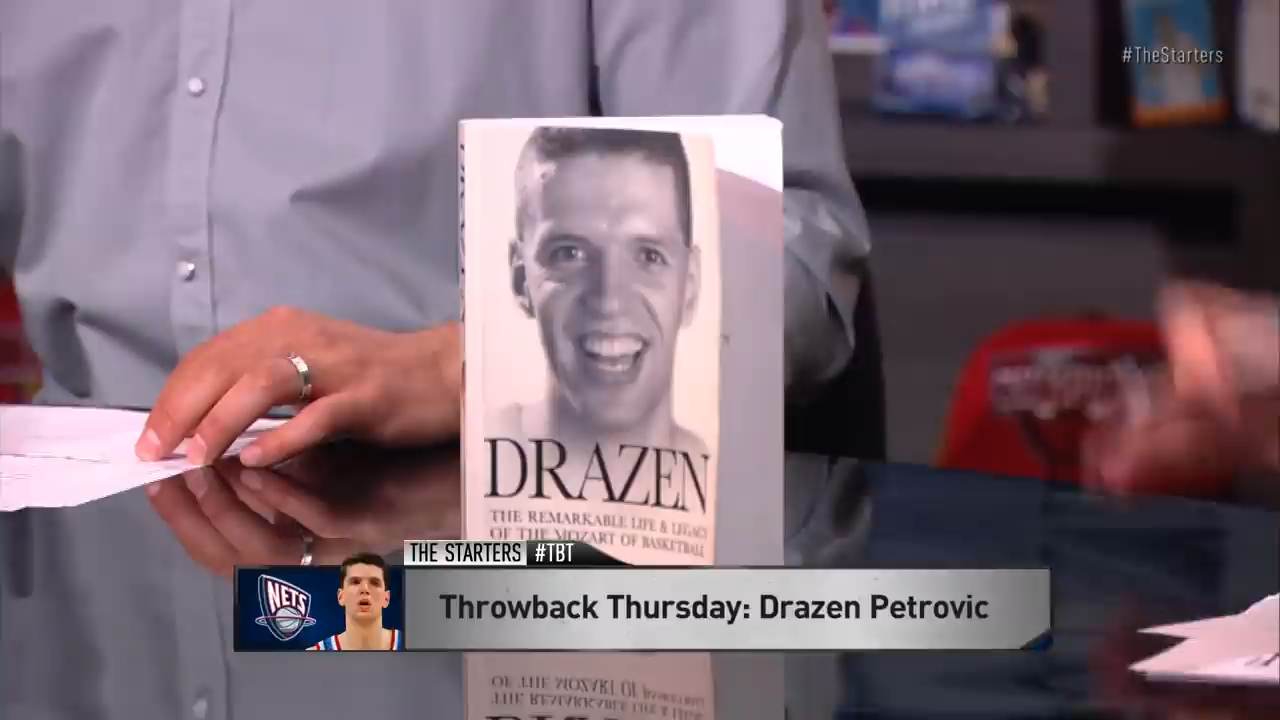 #TheStarters
DRAZEN
THE REMARKABLE LIFE & LEGACY
OF THE MOZART OF BASKETBALL
THE STARTERS #TBT
NETS
Throwback Thursday: Drazen Petrovic